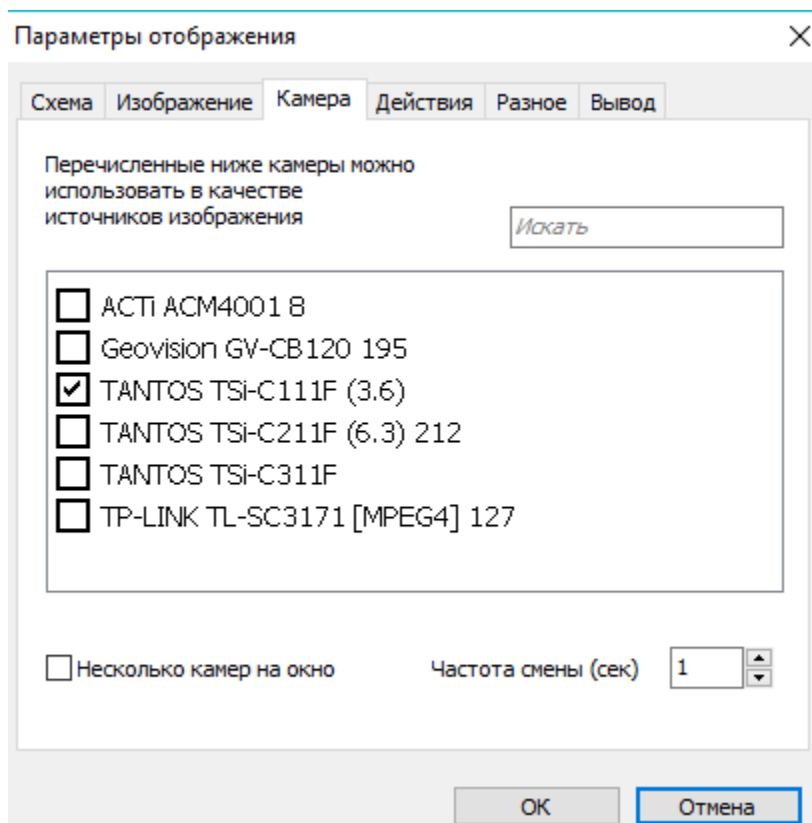 Параметры отображения
Схема Изображение Камера Действия Разное Вывод
Перечисленные ниже камеры можно
использовать в качестве
источников изображения
Искать
ACTi ACM4001 8
Geovision GV-CB120 195
TANTOS TSi-C111F (3.6)
TANTOS TSi-C211F (6.3) 212
TANTOS TSi-C311F
TP-LINK TL-SC3171 [MPEG4] 127
Несколько камер на окно Частота смены (сек) 1
ОК Отмена